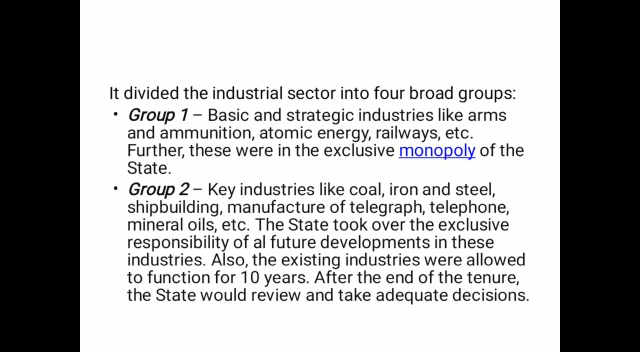 It divided the industrial sector into four broad groups:
• Group 1 – Basic and strategic industries like arms
and ammunition, atomic energy, railways, etc.
Further, these were in the exclusive monopoly of the
State.
• Group 2 – Key industries like coal, iron and steel,
shipbuilding, manufacture of telegraph, telephone,
mineral oils, etc. The State took over the exclusive
responsibility of al future developments in these
industries. Also, the existing industries were allowed
to function for 10 years. After the end of the tenure,
the State would review and take adequate decisions.